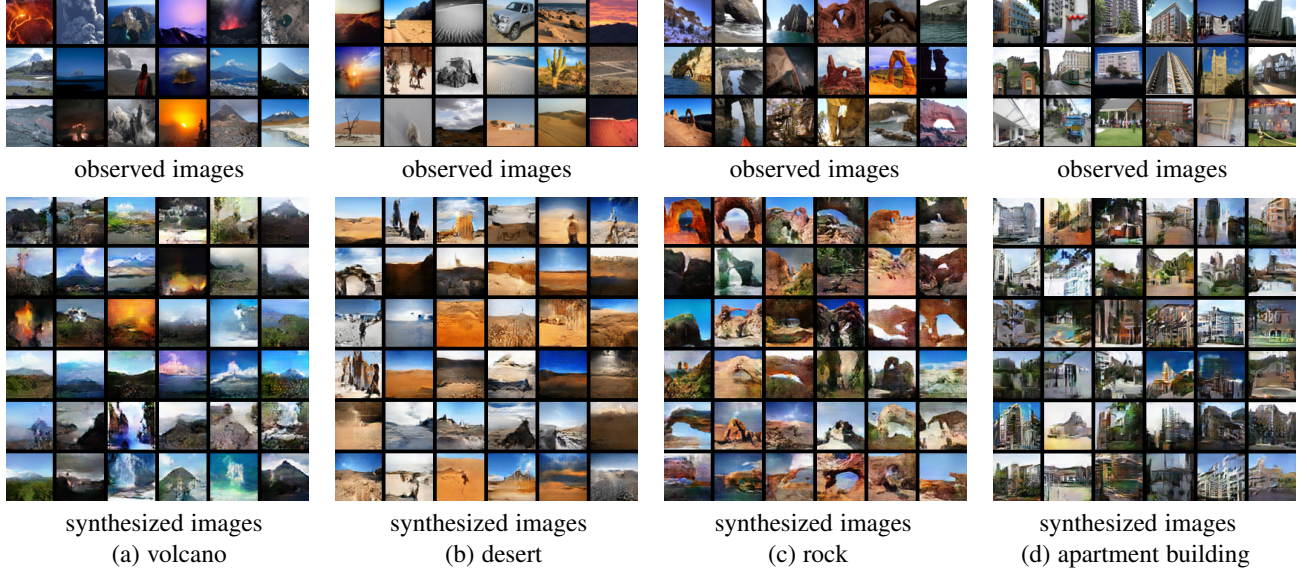 observed images
observed images
observed images
observed images
synthesized images
synthesized images
synthesized images
synthesized images
(a) volcano
(b) desert
(c) rock
(d) apartment building